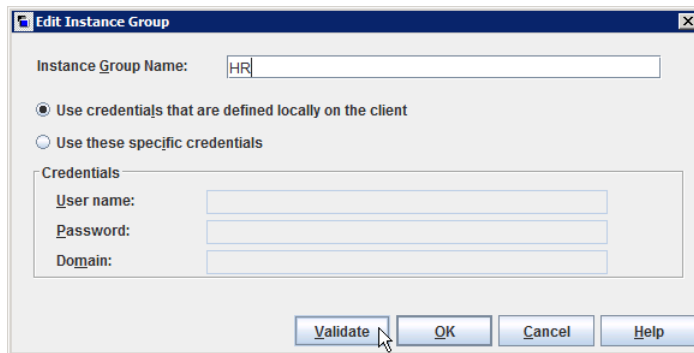 Edit Instance Group
Instance Group Name: HR
Use credentials that are defined locally on the client
Use these specific credentials
Credentials
User name:
Password:
Domain:
Validate OK Cancel Help